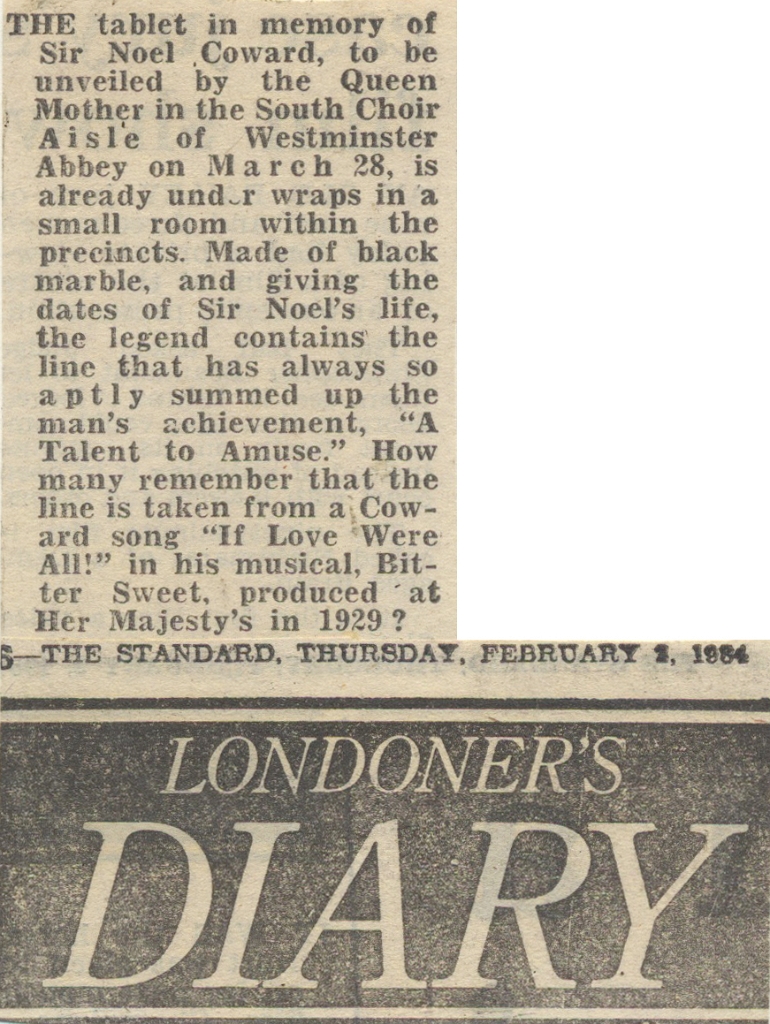 THE tablet in memory of
Sir Noel Coward, to be
unveiled by the Queen
Mother in the South Choir
Aisle of Westminster
Abbey on March 28, is
already under wraps in a
small room within the
precincts. Made of black
marble, and giving the
dates of Sir Noel's life,
the legend contains the
line that has always so
aptly summed up the
man's achievement, “A
Talent to Amuse.” How
many remember that the
line is taken from a Cow-
ard song “If Love Were
All!” in his musical, Bit-
ter Sweet, produced at
Her Majesty's in 1929 ?
6—THE STANDARD, THURSDAY, FEBRUARY 2, 1984
LONDONER'S
DIARY